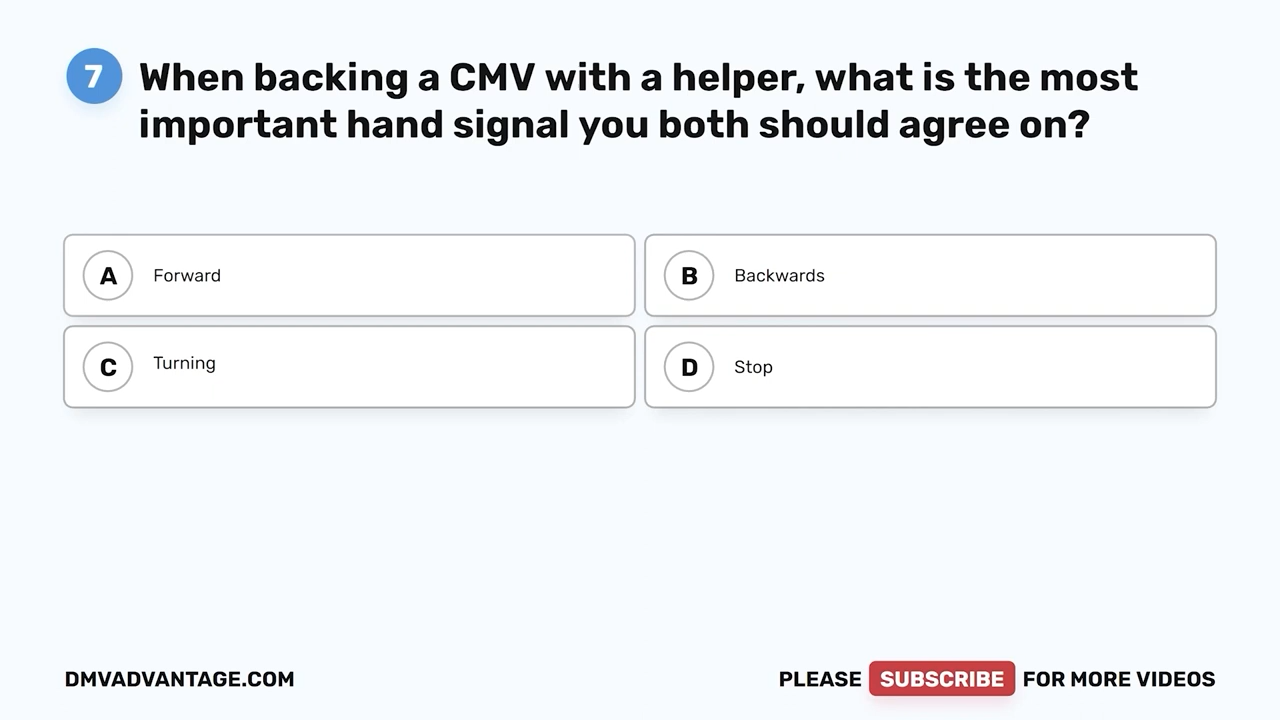 7
When backing a CMV with a helper, what is the most
important hand signal you both should agree on?
A Forward
B Backwards
C Turning
D Stop
DMVADVANTAGE.COM
PLEASE SUBSCRIBE FOR MORE VIDEOS